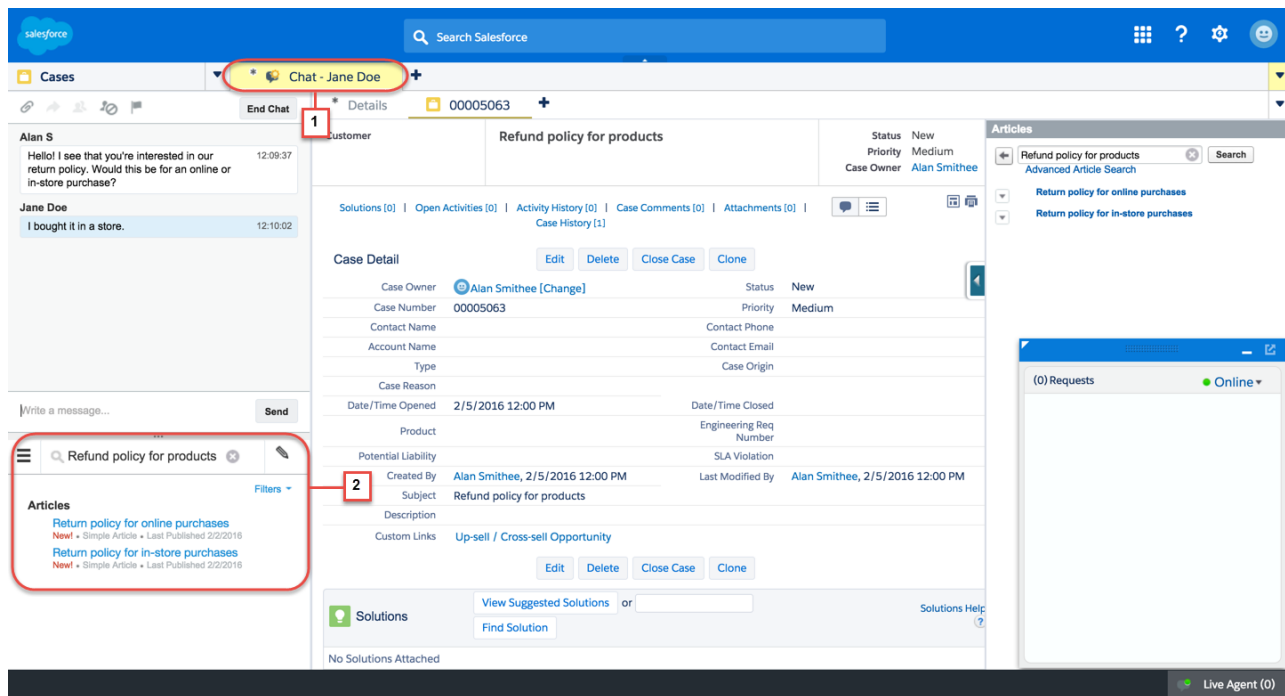 salesforce
Search Salesforce
Cases
* Chat - Jane Doe
1
End Chat
* Details
00005063
Alan S
Hello! I see that you're interested in our
return policy. Would this be for an online or
in-store purchase?
12:09:37
Jane Doe
I bought it in a store.
12:10:02
Write a message...
Send
Refund policy for products
2
Filters
Articles
Return policy for online purchases
New! • Simple Article • Last Published 2/2/2016
Return policy for in-store purchases
New! • Simple Article • Last Published 2/2/2016
Customer
Refund policy for products
Status New
Priority Medium
Case Owner Alan Smithee
Solutions [0] | Open Activities [0] | Activity History [0] | Case Comments [0] | Attachments [0] |
Case History [1]
Case Detail
Edit Delete Close Case Clone
Case Owner Alan Smithee [Change] Status New
Case Number 00005063 Priority Medium
Contact Name Contact Phone
Account Name Contact Email
Type Case Origin
Case Reason
Date/Time Opened 2/5/2016 12:00 PM Date/Time Closed
Product Engineering Req
Number
Potential Liability SLA Violation
Created By Alan Smithee, 2/5/2016 12:00 PM Last Modified By Alan Smithee, 2/5/2016 12:00 PM
Subject Refund policy for products
Description
Custom Links Up-sell / Cross-sell Opportunity
Edit Delete Close Case Clone
Solutions
View Suggested Solutions or
Find Solution
Solutions Help
?
No Solutions Attached
Articles
Refund policy for products
Search
Advanced Article Search
Return policy for online purchases
Return policy for in-store purchases
(0) Requests
Online
Live Agent (0)